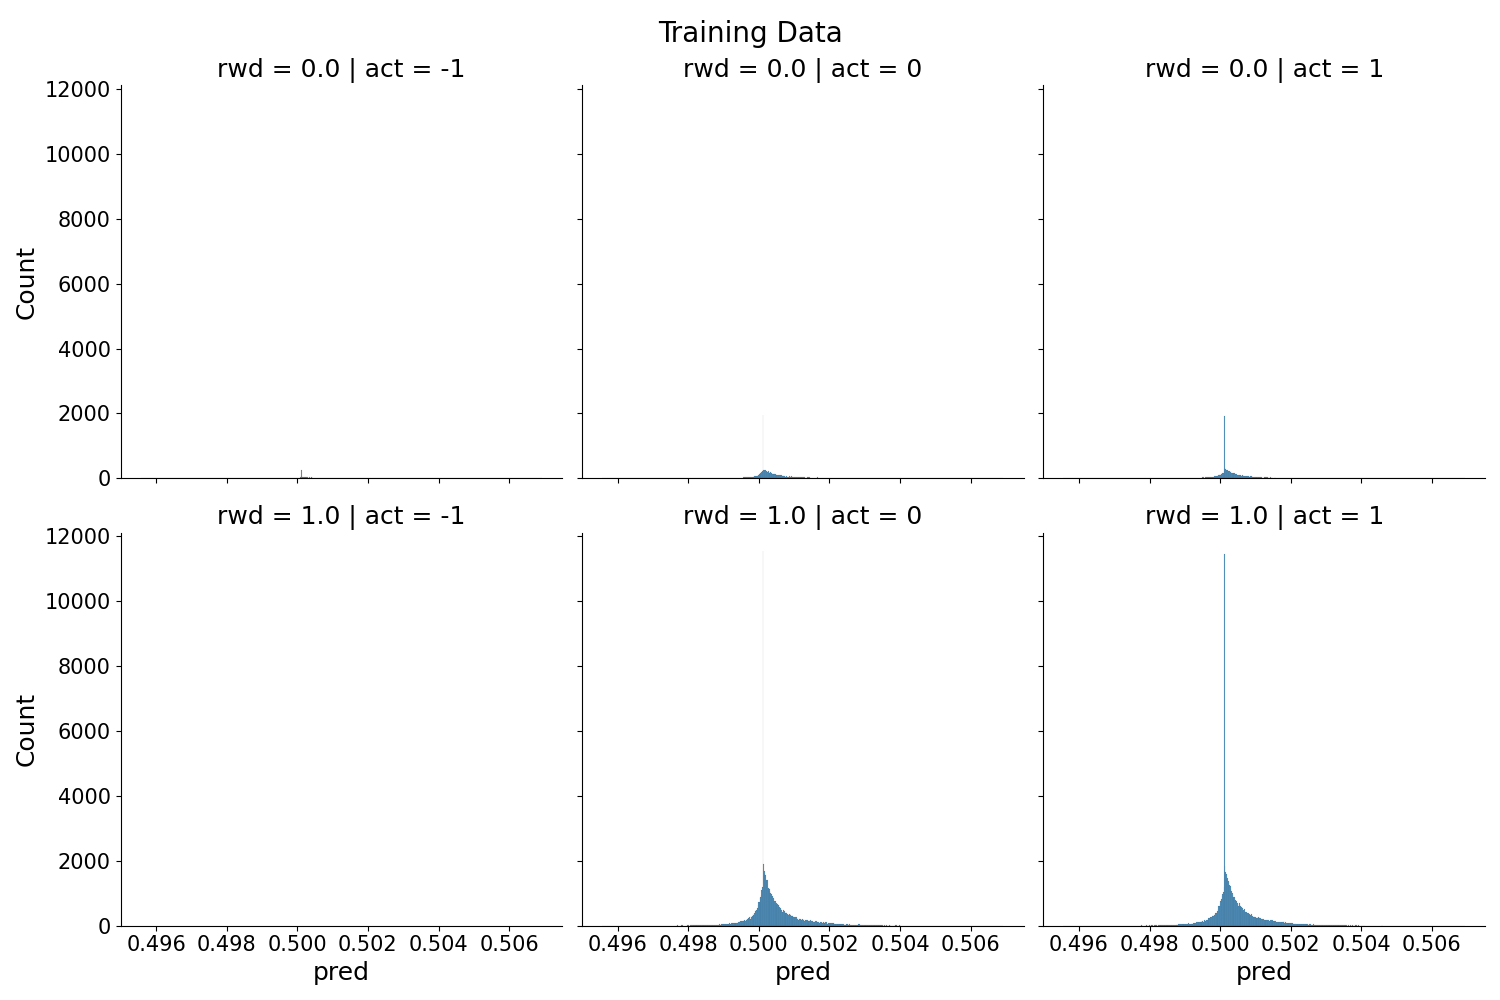 Training Data
rwd = 0.0 | act = -1
rwd = 0.0 | act = 0
rwd = 0.0 | act = 1
12000
10000
8000
6000
4000
2000
0
Count
rwd = 1.0 | act = -1
rwd = 1.0 | act = 0
rwd = 1.0 | act = 1
12000
10000
8000
6000
4000
2000
0
Count
0.496 0.498 0.500 0.502 0.504 0.506
0.496 0.498 0.500 0.502 0.504 0.506
0.496 0.498 0.500 0.502 0.504 0.506
pred
pred
pred